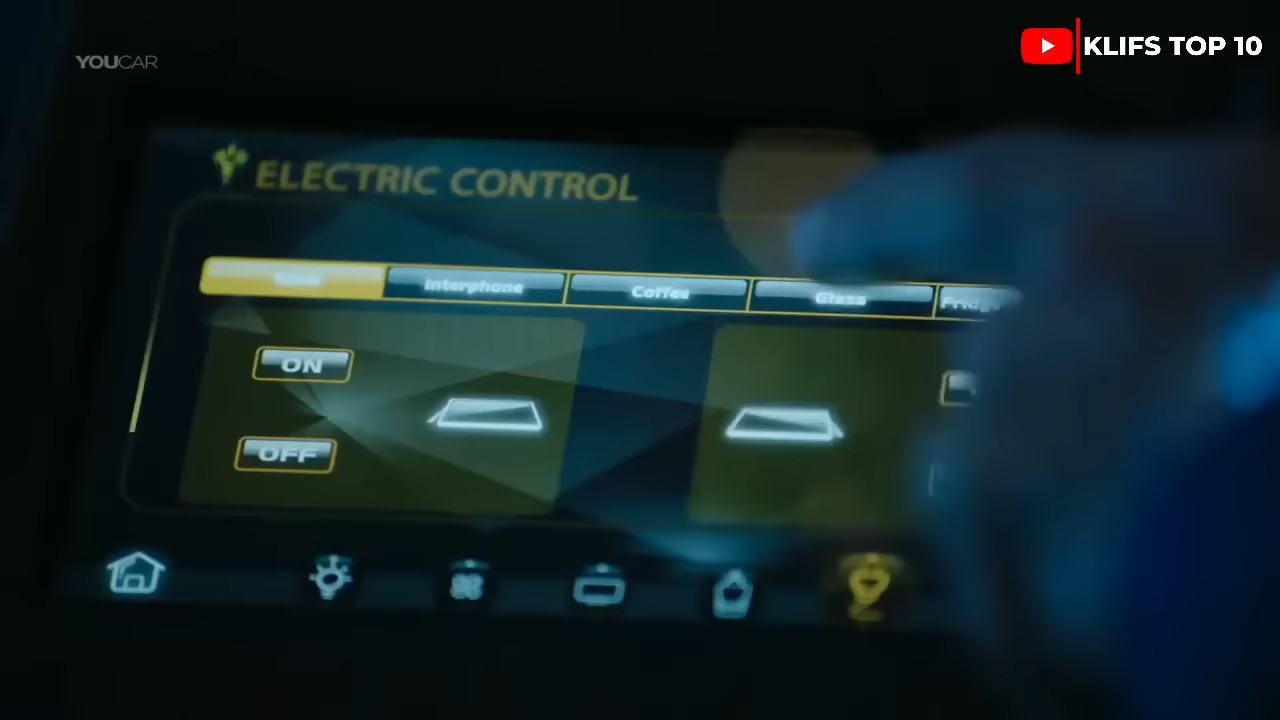 KLIFS TOP 10
YOUCAR
ELECTRIC CONTROL
Interphone Coffee Glass
ON
OFF